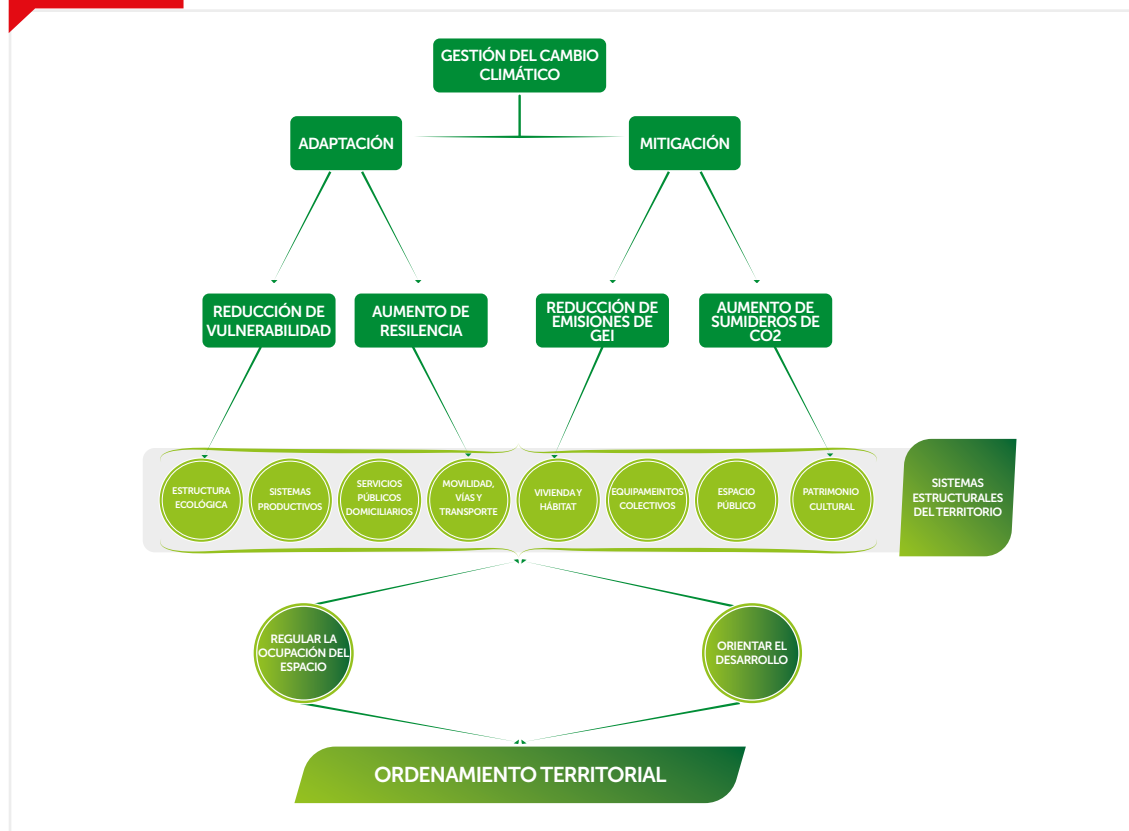 GESTIÓN DEL CAMBIO
CLIMÁTICO
ADAPTACIÓN
MITIGACIÓN
REDUCCIÓN DE
VULNERABILIDAD
AUMENTO DE
RESILENCIA
REDUCCIÓN DE
EMISIONES DE
GEI
AUMENTO DE
SUMIDEROS DE
CO2
ESTRUCTURA
ECOLÓGICA
SISTEMAS
PRODUCTIVOS
SERVICIOS
PÚBLICOS
DOMICILIARIOS
MOVILIDAD,
VÍAS Y
TRANSPORTE
VIVIENDA Y
HÁBITAT
EQUIPAMEINTOS
COLECTIVOS
ESPACIO
PÚBLICO
PATRIMONIO
CULTURAL
SISTEMAS
ESTRUCTURALES
DEL TERRITORIO
REGULAR LA
OCUPACIÓN DEL
ESPACIO
ORIENTAR EL
DESARROLLO
ORDENAMIENTO TERRITORIAL